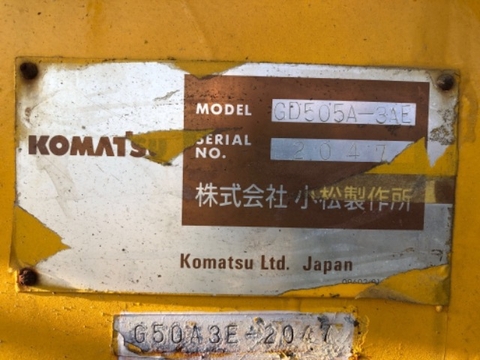 MODEL GD505A-3AE
KOMATSU
SERIAL
NO. 2047
株式会社 小松製作所
Komatsu Ltd. Japan
G50A3E-2047